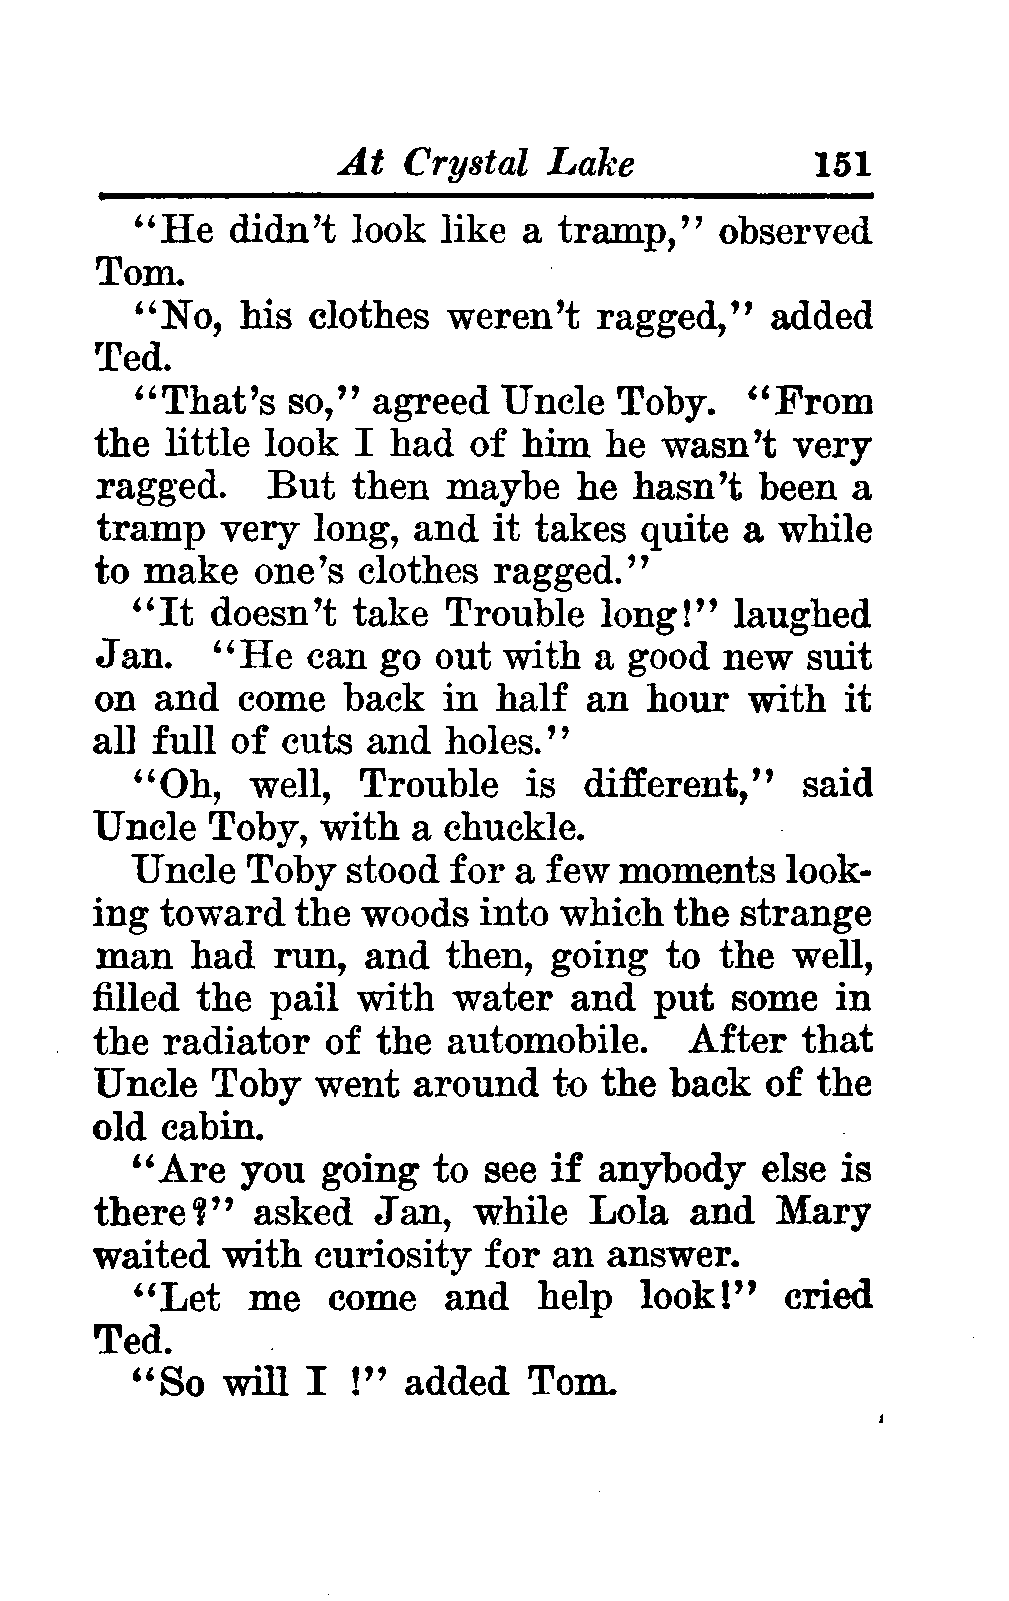 At Crystal Lake 151
"He didn't look like a tramp," observed
Tom.
"No, his clothes weren't ragged," added
Ted.
"That's so," agreed Uncle Toby. "From
the little look I had of him he wasn't very
ragged. But then maybe he hasn't been a
tramp very long, and it takes quite a while
to make one's clothes ragged."
"It doesn't take Trouble long!" laughed
Jan. "He can go out with a good new suit
on and come back in half an hour with it
all full of cuts and holes."
"Oh, well, Trouble is different," said
Uncle Toby, with a chuckle.
Uncle Toby stood for a few moments look-
ing toward the woods into which the strange
man had run, and then, going to the well,
filled the pail with water and put some in
the radiator of the automobile. After that
Uncle Toby went around to the back of the
old cabin.
"Are you going to see if anybody else is
there?" asked Jan, while Lola and Mary
waited with curiosity for an answer.
"Let me come and help look!" cried
Ted.
"So will I !" added Tom.